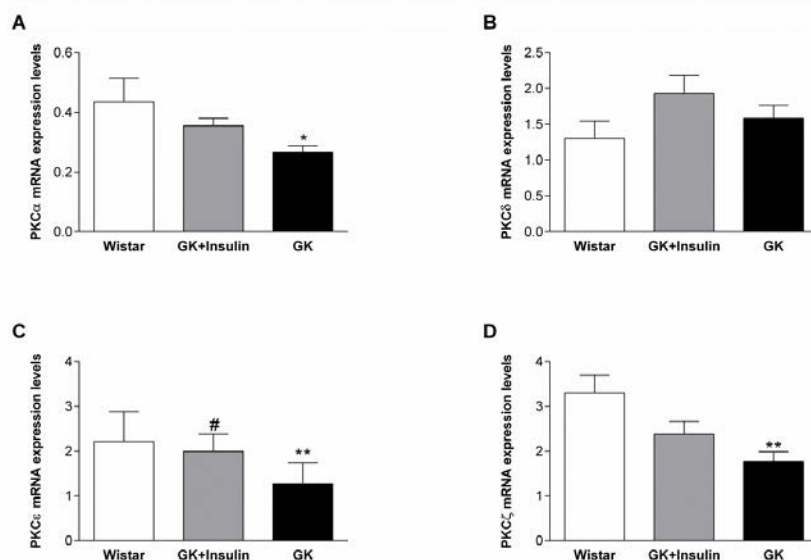 A
PKCα mRNA expression levels
0.6
0.4
0.2
0.0
*
Wistar GK+Insulin GK
B
PKCδ mRNA expression levels
2.5
2.0
1.5
1.0
0.5
0.0
Wistar GK+Insulin GK
C
PKCε mRNA expression levels
4
3
2
1
0
#
**
Wistar GK+Insulin GK
D
PKCζ mRNA expression levels
4
3
2
1
0
**
Wistar GK+Insulin GK